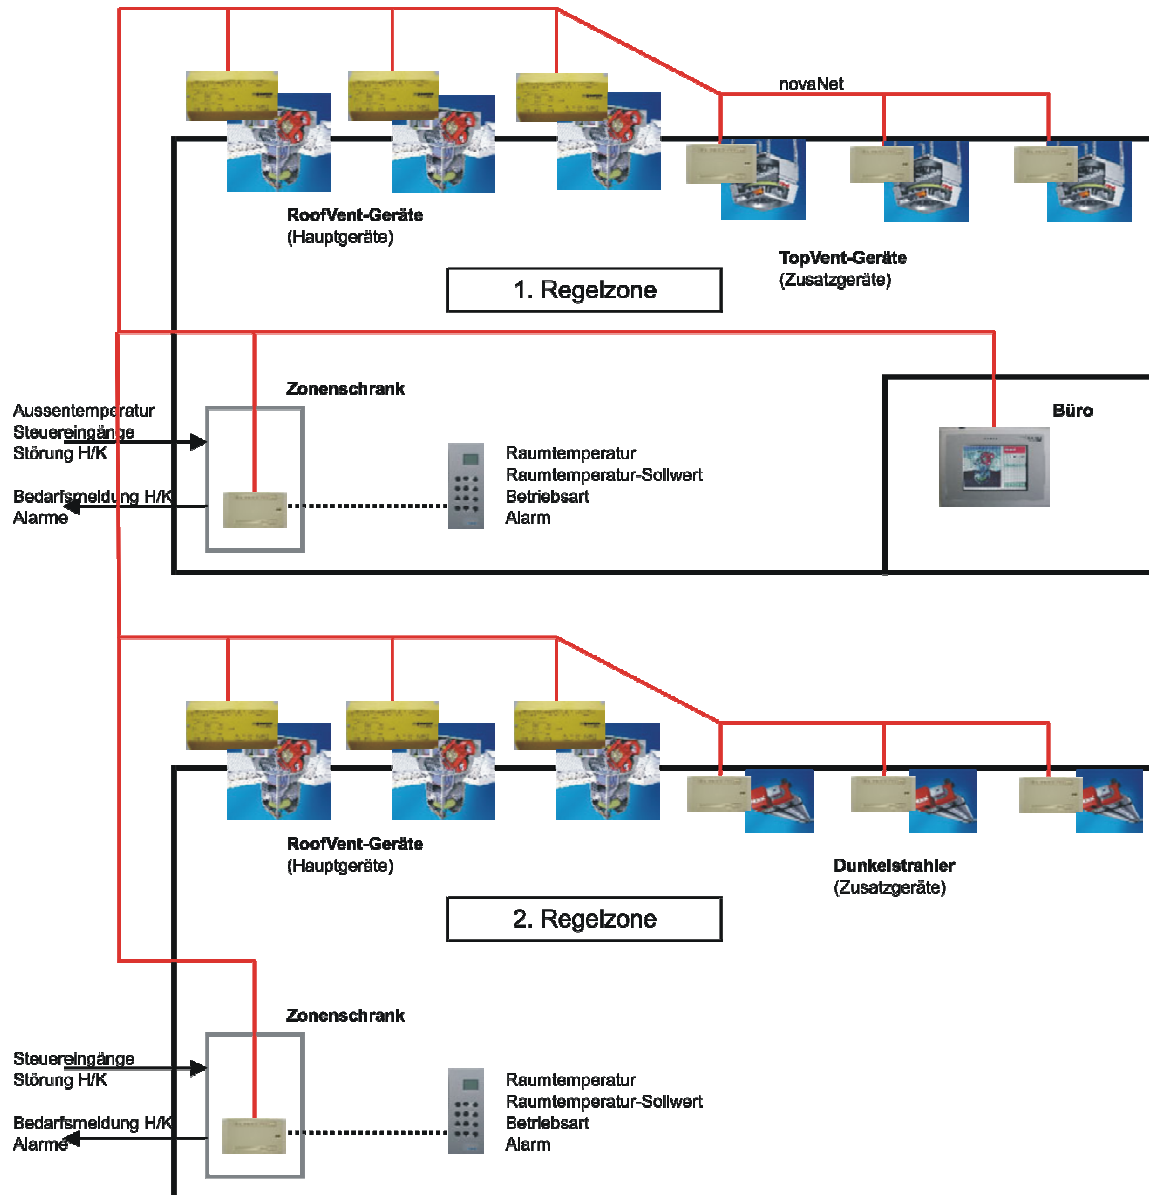 novaNet
RoofVent-Geräte
(Hauptgeräte)
TopVent-Geräte
(Zusatzgeräte)
1. Regelzone
Zonenschrank
Aussentemperatur
Steuereingänge
Störung H/K
Bedarfsmeldung H/K
Alarme
Raumtemperatur
Raumtemperatur-Sollwert
Betriebsart
Alarm
Büro
RoofVent-Geräte
(Hauptgeräte)
Dunkelstrahler
(Zusatzgeräte)
2. Regelzone
Zonenschrank
Steuereingänge
Störung H/K
Bedarfsmeldung H/K
Alarme
Raumtemperatur
Raumtemperatur-Sollwert
Betriebsart
Alarm